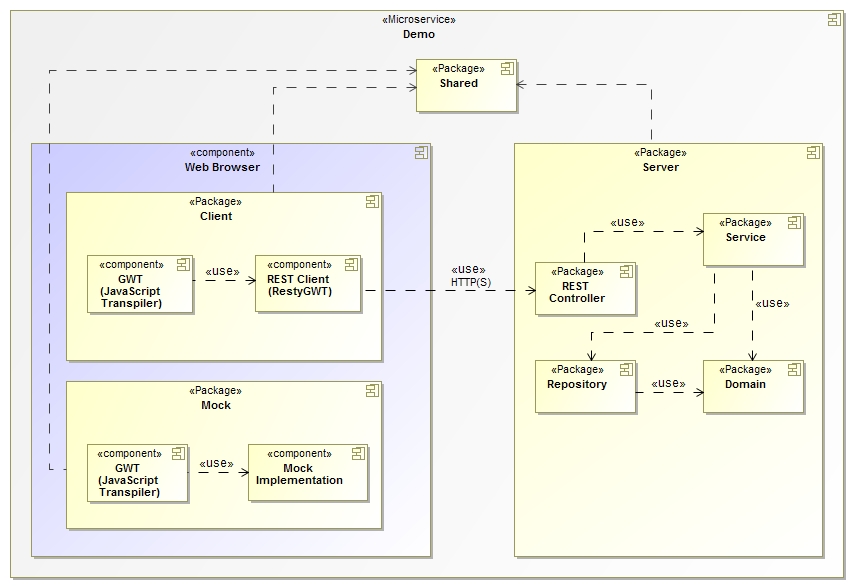 «Microservice»
Demo
«Package»
Shared
«component»
Web Browser
«Package»
Client
«component»
GWT
(JavaScript
Transpiler)
«use»
«component»
REST Client
(RestyGWT)
«use»
HTTP(S)
«Package»
Mock
«component»
GWT
(JavaScript
Transpiler)
«use»
«component»
Mock
Implementation
«Package»
Server
«use»
«Package»
Service
«Package»
REST
Controller
«use»
«use»
«Package»
Repository
«use»
«Package»
Domain